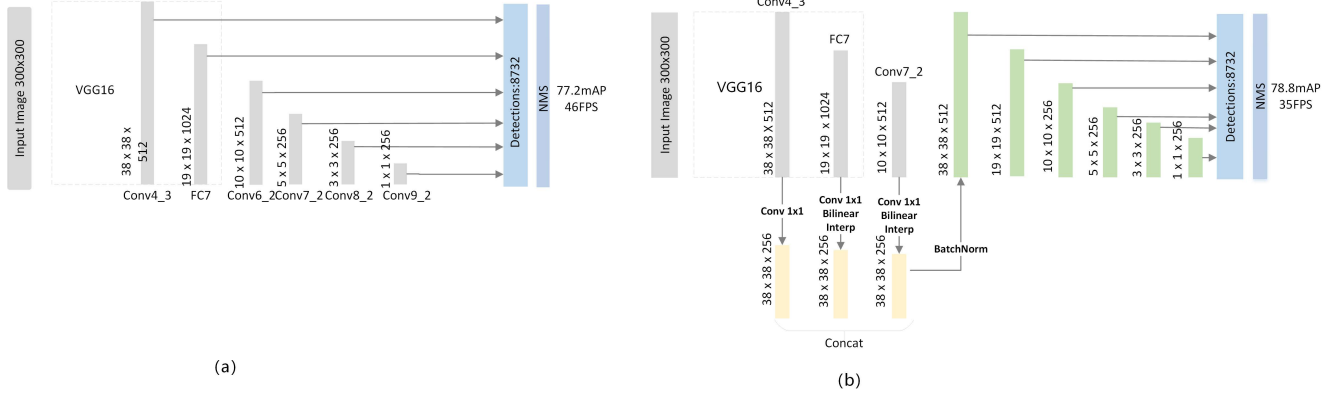 Input Image 300x300
VGG16
38 x 38 x
512
19 x 19 x 1024
10 x 10 x 512
5 x 5 x 256
3 x 3 x 256
1 x 1 x 256
Conv4_3
FC7
Conv6_2
Conv7_2
Conv8_2
Conv9_2
Detections:8732
NMS
77.2mAP
46FPS
(a)
Input Image 300x300
VGG16
Conv4_3
FC7
Conv7_2
38 x 38 x 512
19 x 19 x 1024
10 x 10 x 512
Conv 1x1
Conv 1x1
Bilinear
Interp
Conv 1x1
Bilinear
Interp
38 x 38 x 256
38 x 38 x 256
38 x 38 x 256
Concat
BatchNorm
38 x 38 x 512
19 x 19 x 512
10 x 10 x 256
5 x 5 x 256
3 x 3 x 256
1 x 1 x 256
Detections:8732
NMS
78.8mAP
35FPS
(b)